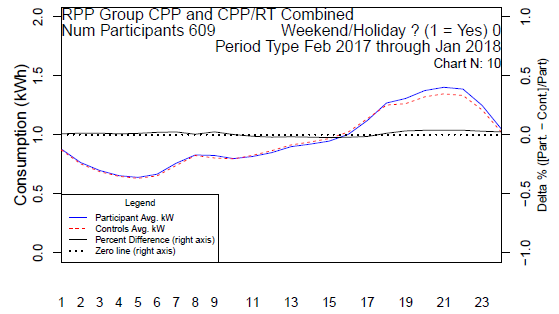 RPP Group CPP and CPP/RT Combined
Num Participants 609 Weekend/Holiday ? (1 = Yes) 0
Period Type Feb 2017 through Jan 2018
Chart N: 10
Consumption (kWh)
2.0
1.5
1.0
0.5
0.0
Delta % ([Part. − Cont.]/Part)
1.0
0.5
0.0
−0.5
−1.0
Legend
Participant Avg. kW
Controls Avg. kW
Percent Difference (right axis)
Zero line (right axis)
1 2 3 4 5 6 7 8 9 11 13 15 17 19 21 23